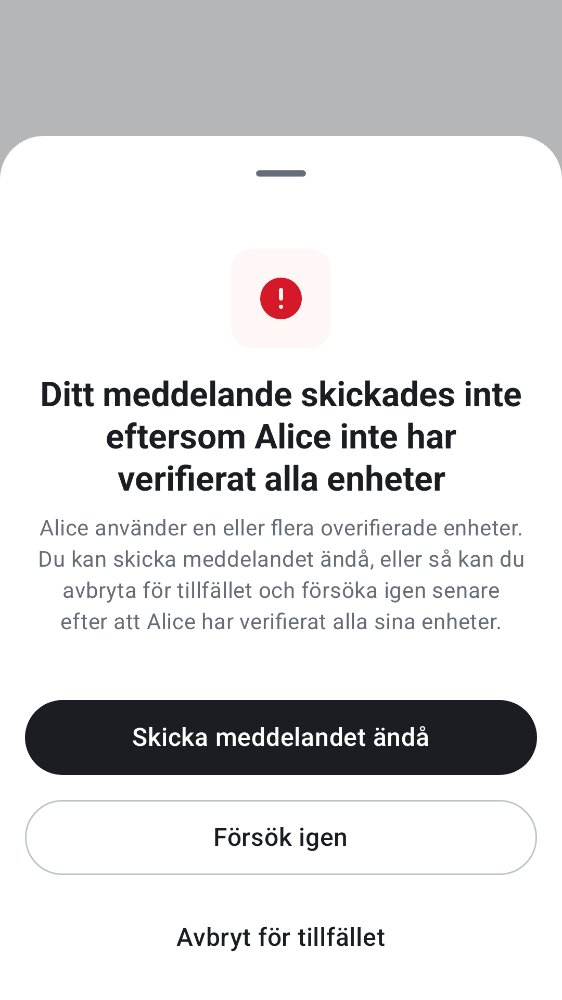 Ditt meddelande skickades inte
eftersom Alice inte har
verifierat alla enheter
Alice använder en eller flera overifierade enheter.
Du kan skicka meddelandet ändå, eller så kan du
avbryta för tillfället och försöka igen senare
efter att Alice har verifierat alla sina enheter.
Skicka meddelandet ändå
Försök igen
Avbryt för tillfället